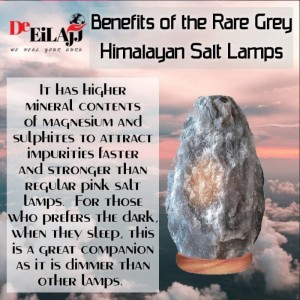 DeEiLApj
WE HEAL YOUR CORE
Benefits of the Rare Grey
Himalayan Salt Lamps
It has higher
mineral contents
of magnesium and
sulphites to attract
impurities faster
and stronger than
regular pink salt
lamps. For those
who prefers the dark,
when they sleep, this
is a great companion
as it is dimmer than
other lamps.